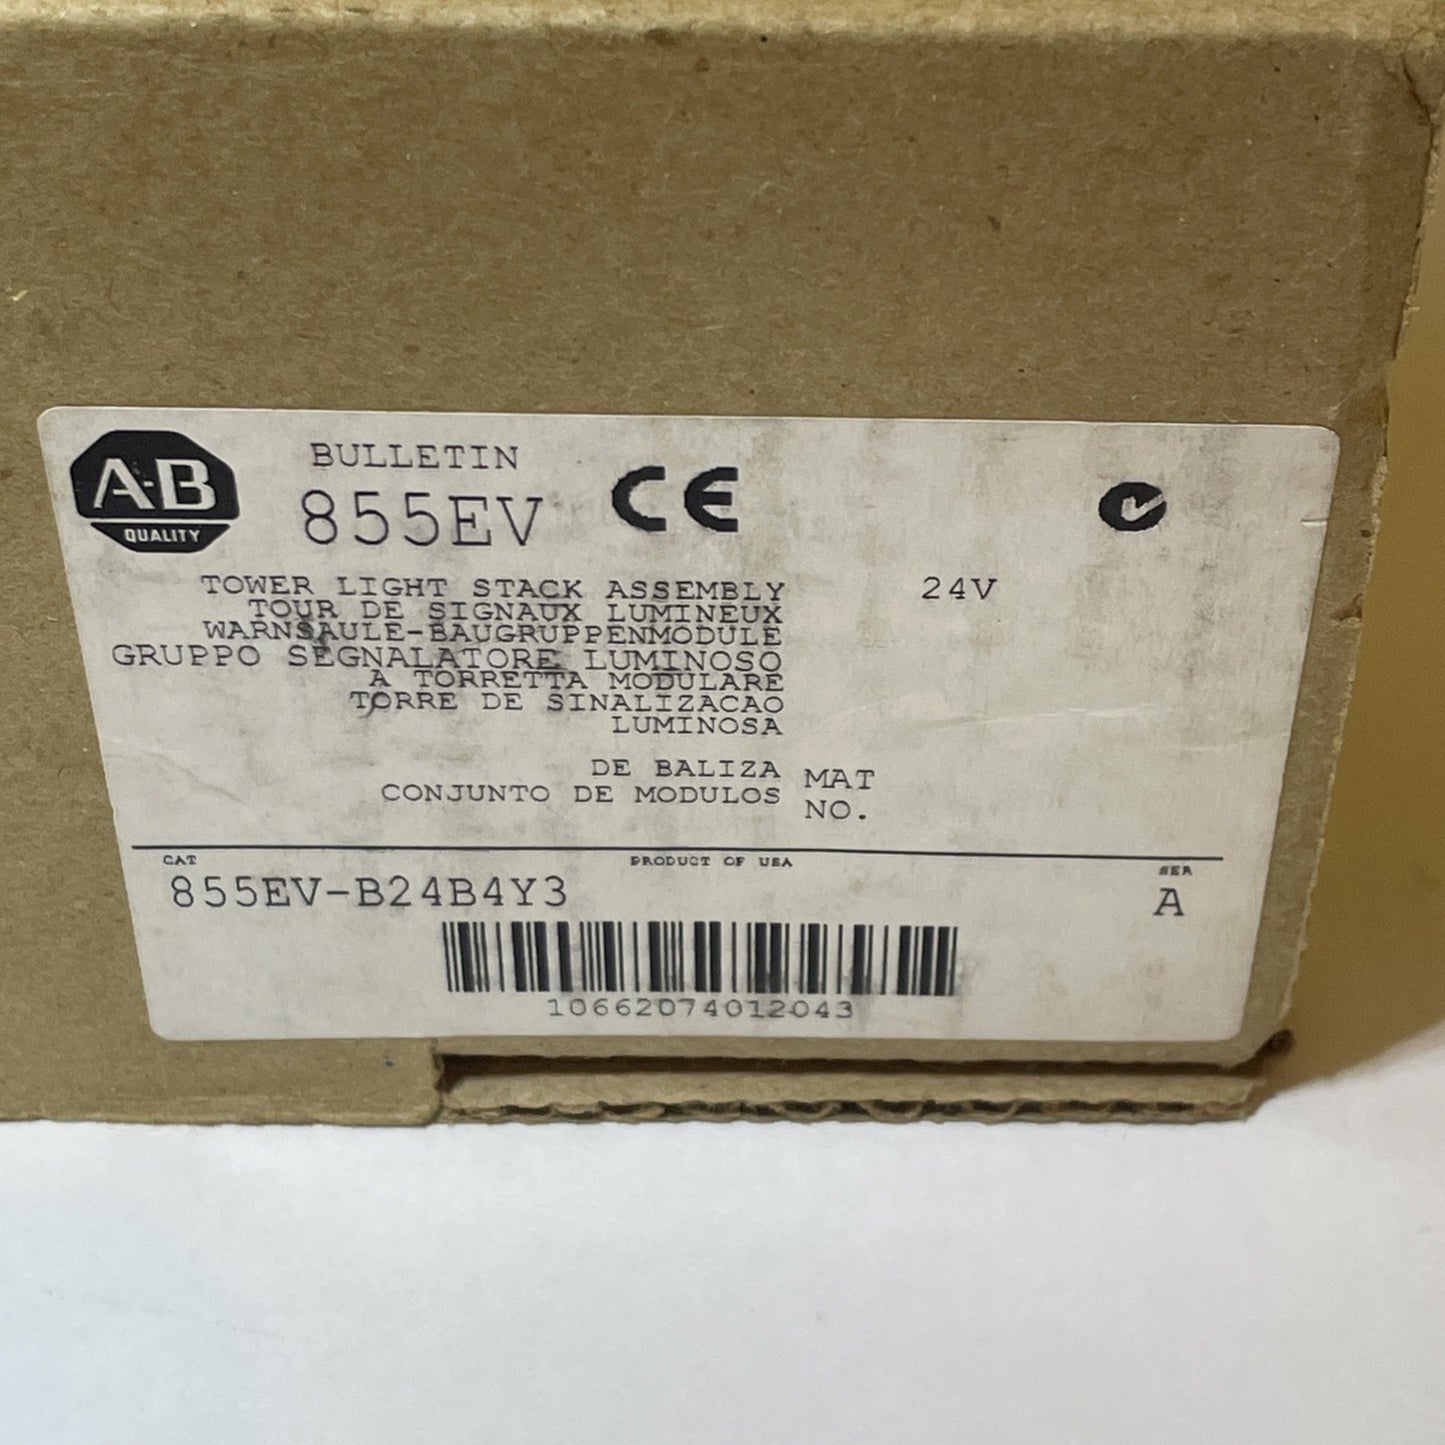 A-B
QUALITY
BULLETIN
855EV CE
TOWER LIGHT STACK ASSEMBLY 24V
TOUR DE SIGNAUX LUMINEUX
WARNSAULE-BAUGRUPPENMODULE
GRUPPO SEGNALATORE LUMINOSO
A TORRETTA MODULARE
TORRE DE SINALIZACAO
LUMINOSA
DE BALIZA
CONJUNTO DE MODULOS
MAT
NO.
CAT PRODUCT OF USA SER
855EV-B24B4Y3 A
10662074012043